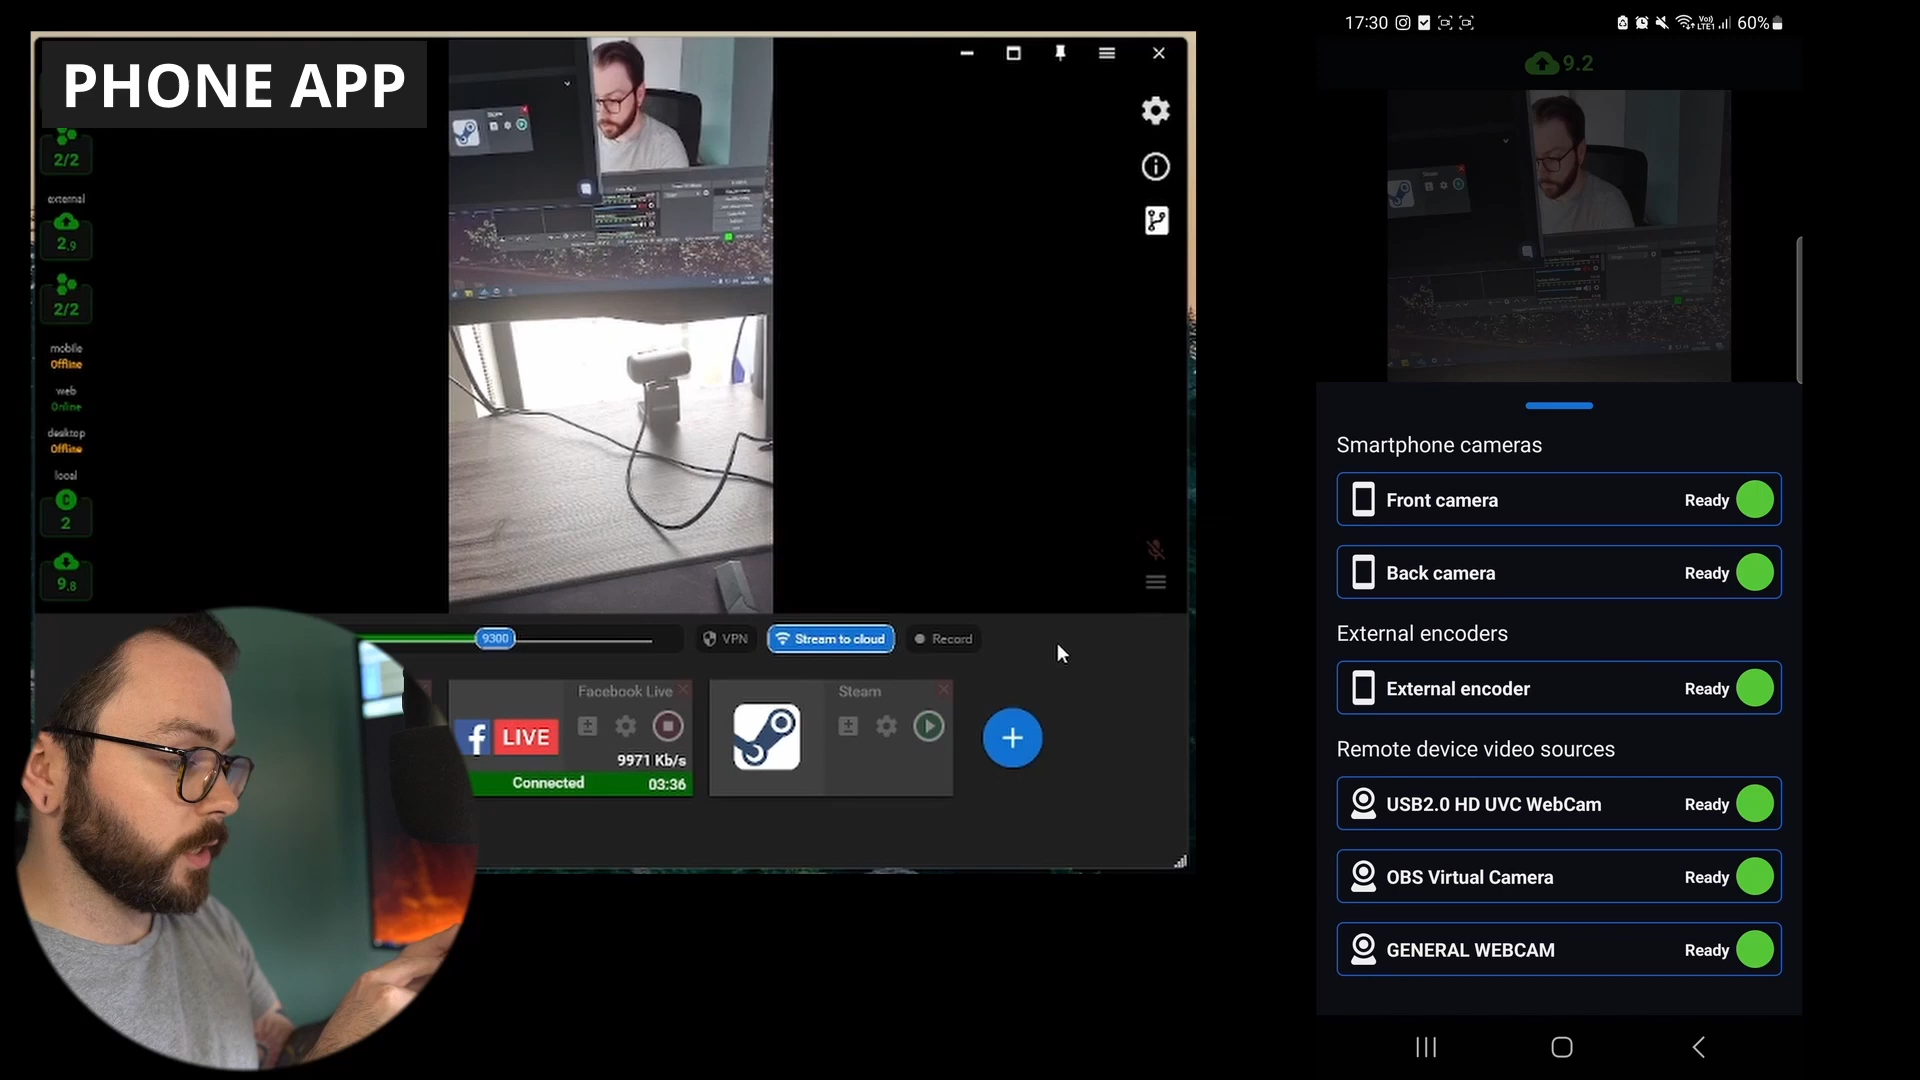 PHONE APP
2/2
external
2.9
2/2
mobile
Offline
web
Online
desktop
Offline
local
C
2
9.8
9300
VPN
Stream to cloud
Record
Facebook Live
f LIVE
9971 Kb/s
Connected
03:36
Steam
17:30
Vo)
LTE1
60%
9.2
Smartphone cameras
Front camera
Ready
Back camera
Ready
External encoders
External encoder
Ready
Remote device video sources
USB2.0 HD UVC WebCam
Ready
OBS Virtual Camera
Ready
GENERAL WEBCAM
Ready